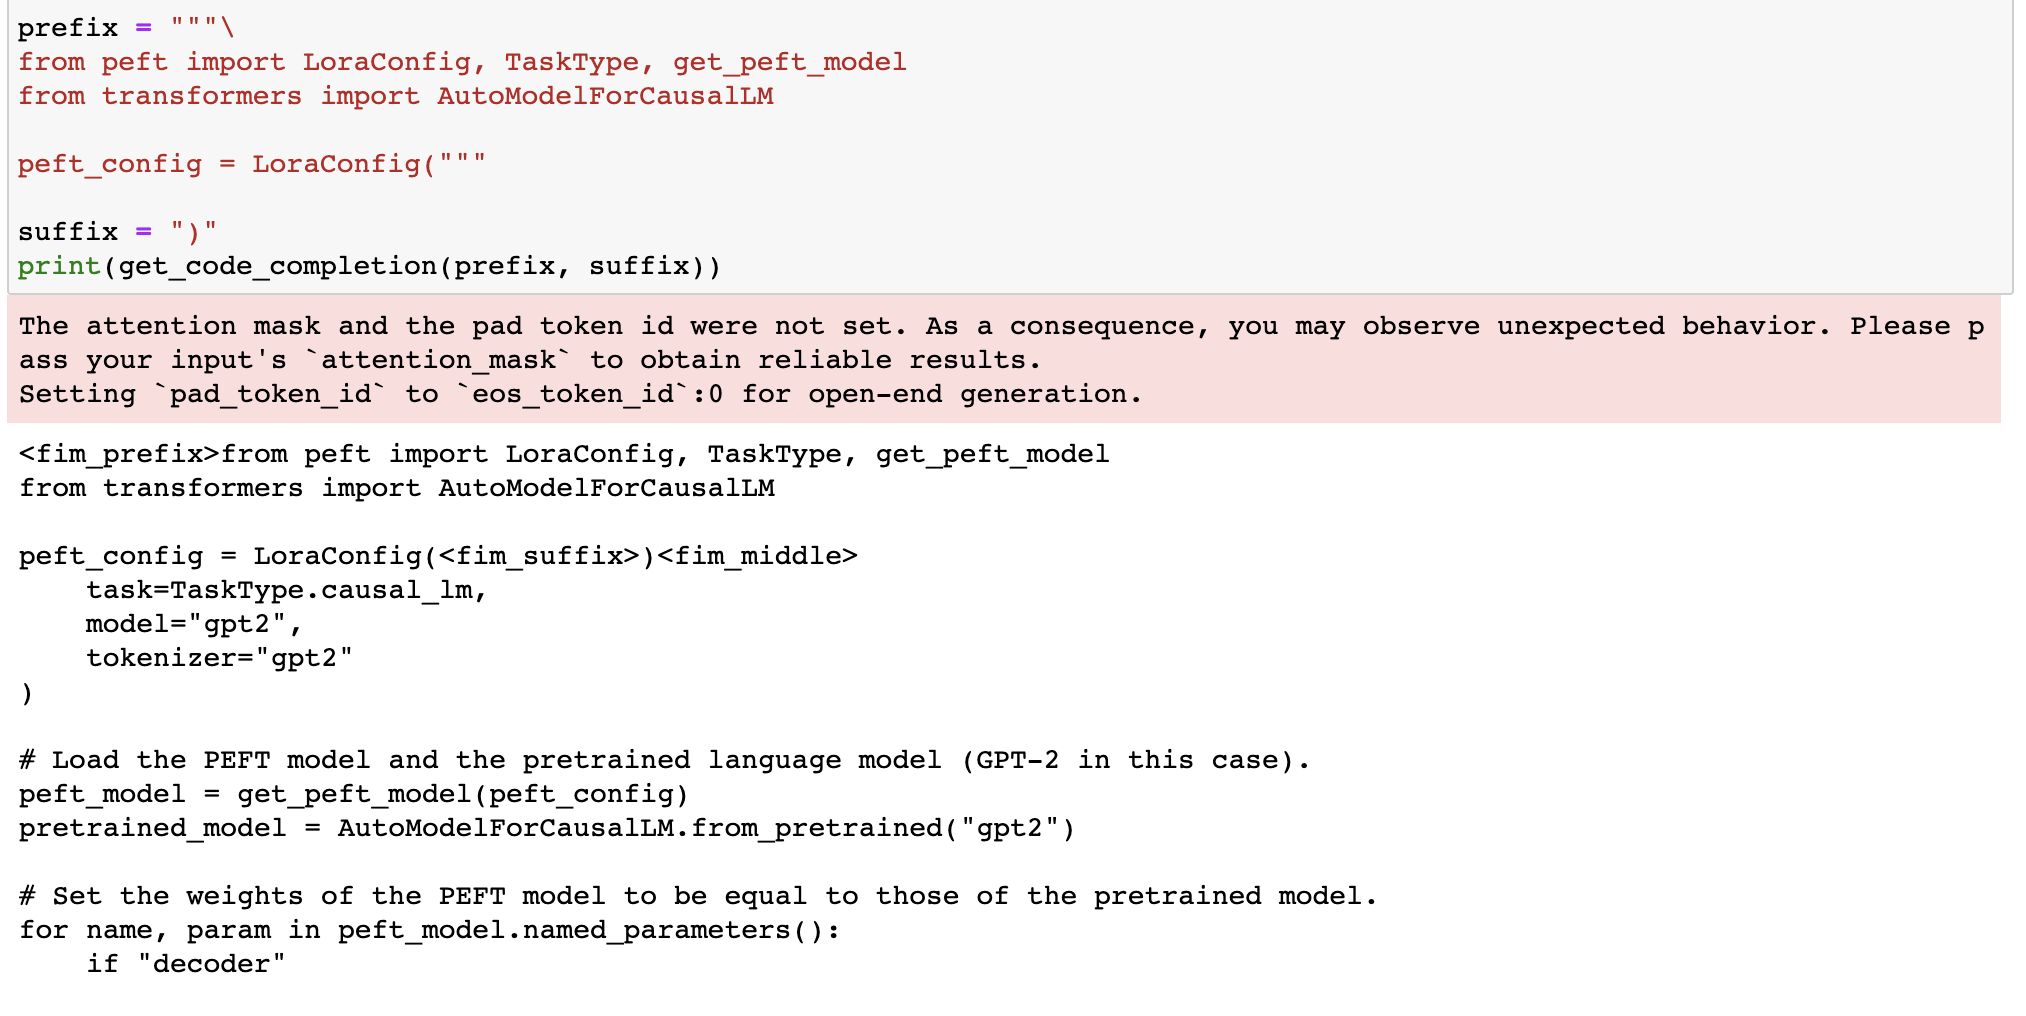 prefix = """\
from peft import LoraConfig, TaskType, get_peft_model
from transformers import AutoModelForCausalLM

peft_config = LoraConfig("""

suffix = ")"
print(get_code_completion(prefix, suffix))
The attention mask and the pad token id were not set. As a consequence, you may observe unexpected behavior. Please p
ass your input's `attention_mask` to obtain reliable results.
Setting `pad_token_id` to `eos_token_id`:0 for open-end generation.
<fim_prefix>from peft import LoraConfig, TaskType, get_peft_model
from transformers import AutoModelForCausalLM

peft_config = LoraConfig(<fim_suffix>)<fim_middle>
    task=TaskType.causal_lm,
    model="gpt2",
    tokenizer="gpt2"
)

# Load the PEFT model and the pretrained language model (GPT-2 in this case).
peft_model = get_peft_model(peft_config)
pretrained_model = AutoModelForCausalLM.from_pretrained("gpt2")

# Set the weights of the PEFT model to be equal to those of the pretrained model.
for name, param in peft_model.named_parameters():
    if "decoder"